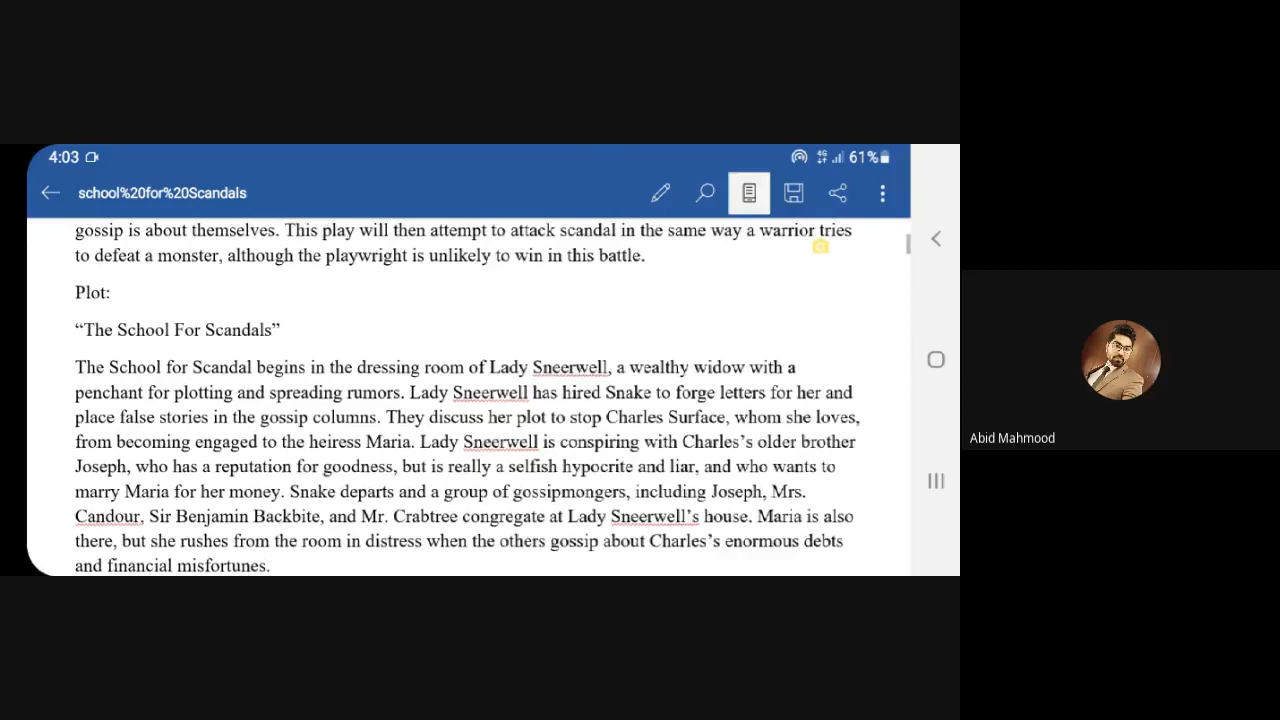 4:03
4G 61%
school%20for%20Scandals
gossip is about themselves. This play will then attempt to attack scandal in the same way a warrior tries
to defeat a monster, although the playwright is unlikely to win in this battle.
Plot:
“The School For Scandals”
The School for Scandal begins in the dressing room of Lady Sneerwell, a wealthy widow with a
penchant for plotting and spreading rumors. Lady Sneerwell has hired Snake to forge letters for her and
place false stories in the gossip columns. They discuss her plot to stop Charles Surface, whom she loves,
from becoming engaged to the heiress Maria. Lady Sneerwell is conspiring with Charles’s older brother
Joseph, who has a reputation for goodness, but is really a selfish hypocrite and liar, and who wants to
marry Maria for her money. Snake departs and a group of gossipmongers, including Joseph, Mrs.
Candour, Sir Benjamin Backbite, and Mr. Crabtree congregate at Lady Sneerwell’s house. Maria is also
there, but she rushes from the room in distress when the others gossip about Charles’s enormous debts
and financial misfortunes.
Abid Mahmood